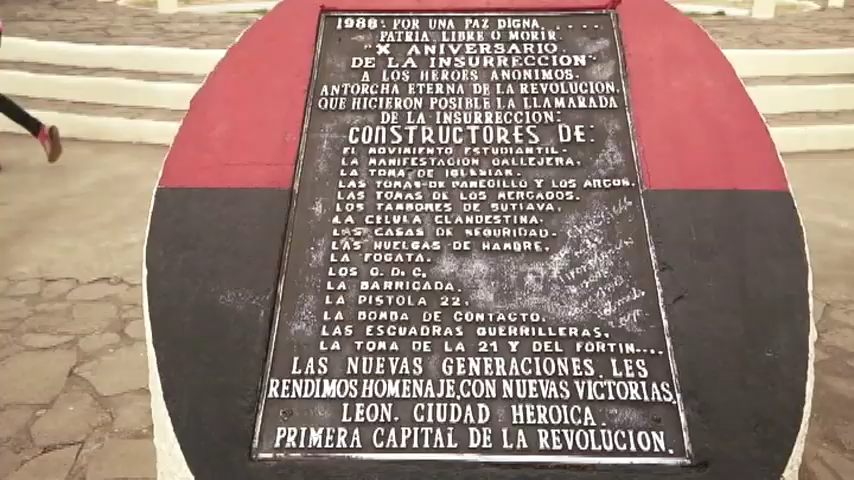 1988: POR UNA PAZ DIGNA.....
PATRIA, LIBRE O MORIR.
"X ANIVERSARIO
DE LA INSURRECCION"
A LOS HEROES ANONIMOS.
ANTORCHA ETERNA DE LA REVOLUCION,
QUE HICIERON POSIBLE LA LLAMARADA
DE LA INSURRECCION:
CONSTRUCTORES DE:
EL MOVIMIENTO ESTUDIANTIL.
LA MANIFESTACION CALLEJERA,
LA TOMA DE IGLESIAS.
LAS TOMAS DE PANECILLO Y LOS ARCOS.
LAS TOMAS DE LOS MERCADOS.
LOS TAMBORES DE SUTIAVA,
LA CELULA CLANDESTINA.
LAS CASAS DE SEGURIDAD.
LAS HUELGAS DE HAMBRE,
LA FOGATA.
LOS C.D.C,
LA BARRICADA.
LA PISTOLA 22,
LA BOMBA DE CONTACTO.
LAS ESCUADRAS GUERRILLERAS,
LA TOMA DE LA 21 Y DEL FORTIN....
LAS NUEVAS GENERACIONES, LES
RENDIMOS HOMENAJE, CON NUEVAS VICTORIAS.
LEON. CIUDAD HEROICA.
PRIMERA CAPITAL DE LA REVOLUCION.